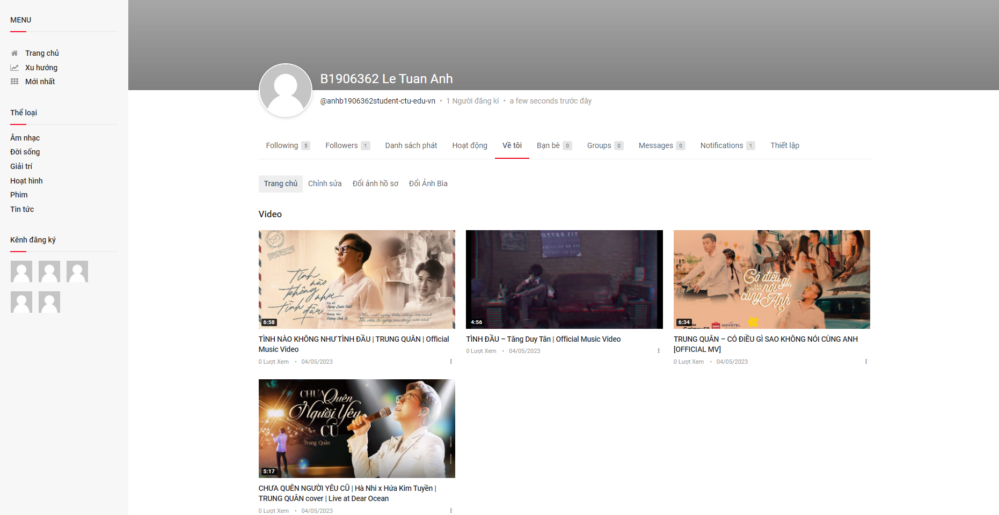 MENU
Trang chủ
Xu hướng
Mới nhất
Thể loại
Âm nhạc
Đời sống
Giải trí
Hoạt hình
Phim
Tin tức
Kênh đăng ký
B1906362 Le Tuan Anh
@anhb1906362student-ctu-edu-vn • 1 Người đăng kí • a few seconds trước đây
Following 5 Followers 1 Danh sách phát Hoạt động Về tôi Bạn bè 0 Groups 0 Messages 0 Notifications 1 Thiết lập
Trang chủ Chỉnh sửa Đổi ảnh hồ sơ Đổi Ảnh Bìa
Video
Tình nào
không như
tình đầu
6:58
TÌNH NÀO KHÔNG NHƯ TÌNH ĐẦU | TRUNG QUÂN | Official
Music Video
0 Lượt Xem • 04/05/2023
4:56
TÌNH ĐẦU – Tăng Duy Tân | Official Music Video
0 Lượt Xem • 04/05/2023
Có điều gì,
SAO KHÔNG nói
cùng Anh?
Galaxy S8 MINI NOVOTEL
6:34
TRUNG QUÂN – CÓ ĐIỀU GÌ SAO KHÔNG NÓI CÙNG ANH
[OFFICIAL MV]
0 Lượt Xem • 04/05/2023
CHƯA Quên
Người Yêu
CŨ
Trung Quân
5:17
CHƯA QUÊN NGƯỜI YÊU CŨ | Hà Nhi x Hứa Kim Tuyền |
TRUNG QUÂN cover | Live at Dear Ocean
0 Lượt Xem • 04/05/2023